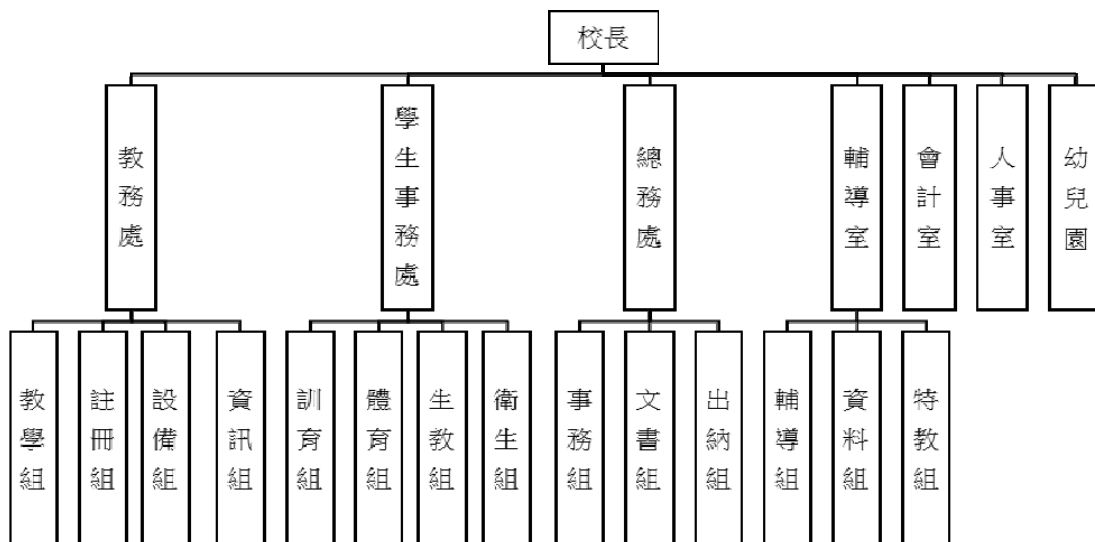 校長
教務處
學生事務處
總務處
輔導室
會計室
人事室
幼兒園
教學組
註冊組
設備組
資訊組
訓育組
體育組
生教組
衛生組
事務組
文書組
出納組
輔導組
資料組
特教組